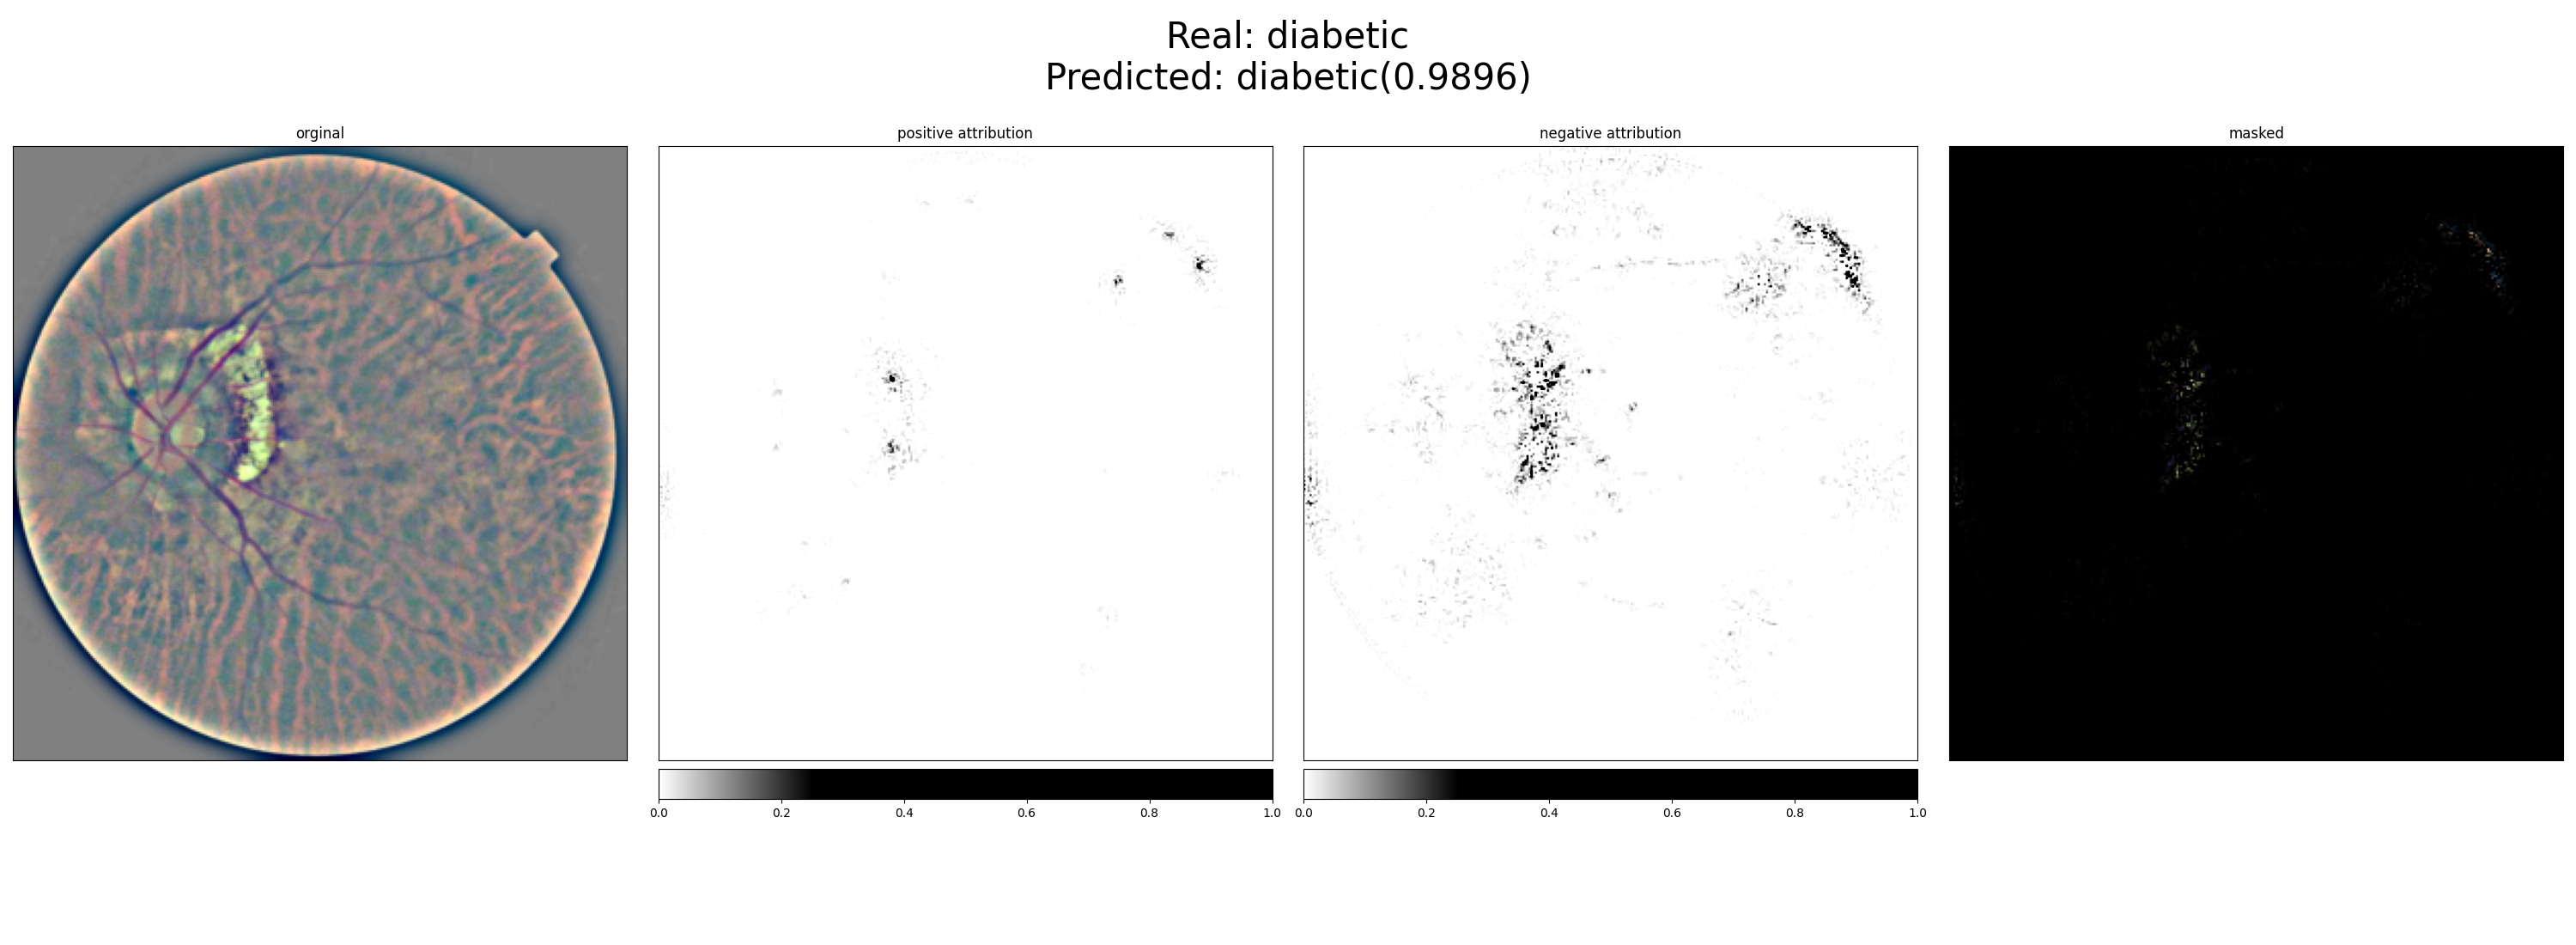 Real: diabetic
Predicted: diabetic(0.9896)
orginal
positive attribution
negative attribution
masked
0.0 0.2 0.4 0.6 0.8 1.0
0.0 0.2 0.4 0.6 0.8 1.0